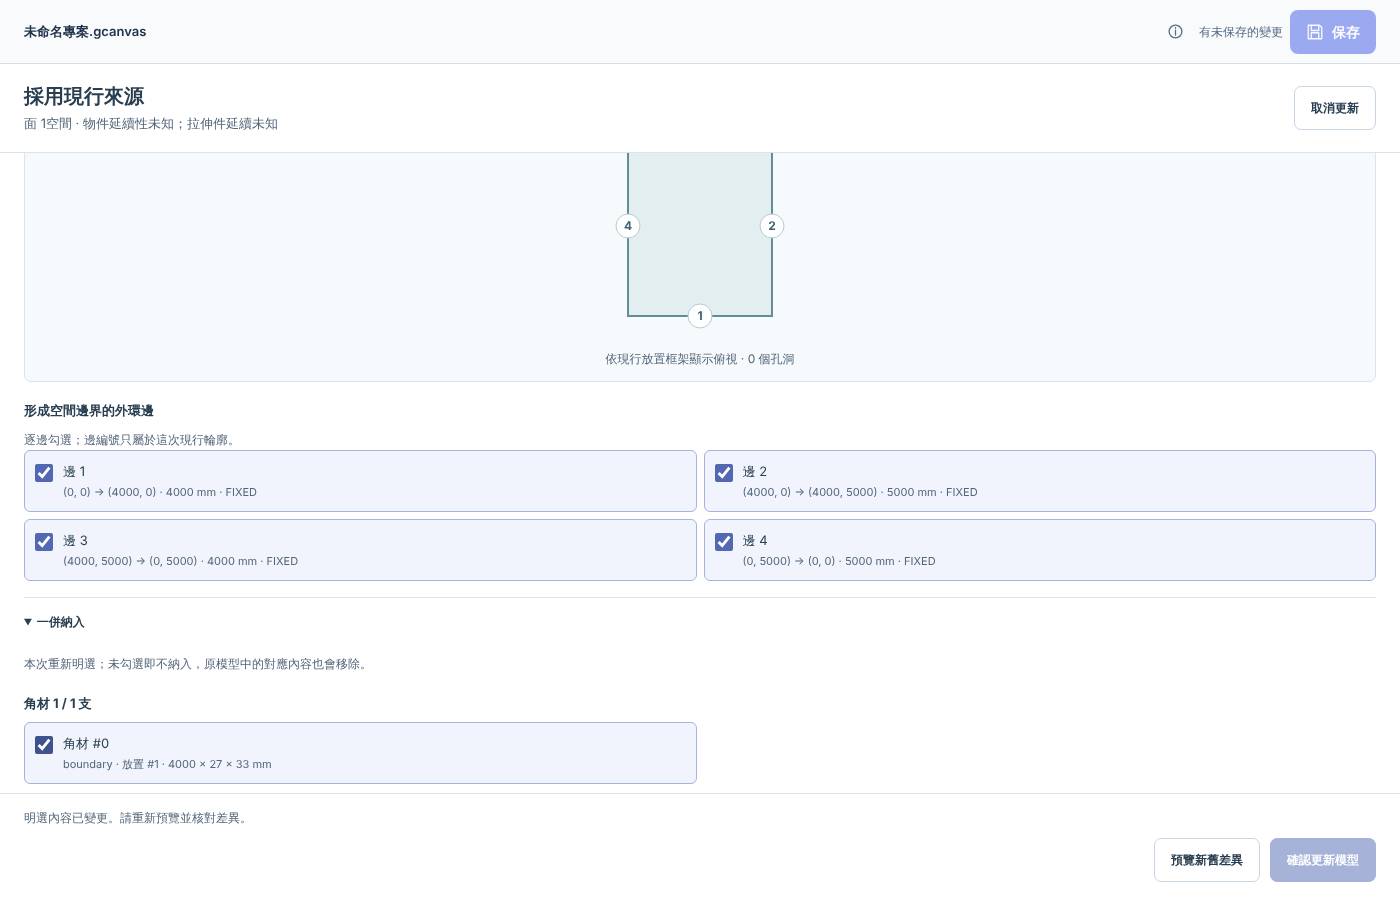 未命名專案.gcanvas
有未保存的變更
保存
採用現行來源
面 1空間 · 物件延續性未知；拉伸件延續未知
取消更新
4
2
1
依現行放置框架顯示俯視 · 0 個孔洞
形成空間邊界的外環邊
逐邊勾選；邊編號只屬於這次現行輪廓。
邊 1
(0, 0) → (4000, 0) · 4000 mm · FIXED
邊 2
(4000, 0) → (4000, 5000) · 5000 mm · FIXED
邊 3
(4000, 5000) → (0, 5000) · 4000 mm · FIXED
邊 4
(0, 5000) → (0, 0) · 5000 mm · FIXED
▼ 一併納入
本次重新明選；未勾選即不納入，原模型中的對應內容也會移除。
角材 1 / 1 支
角材 #0
boundary · 放置 #1 · 4000 × 27 × 33 mm
明選內容已變更。請重新預覽並核對差異。
預覽新舊差異
確認更新模型